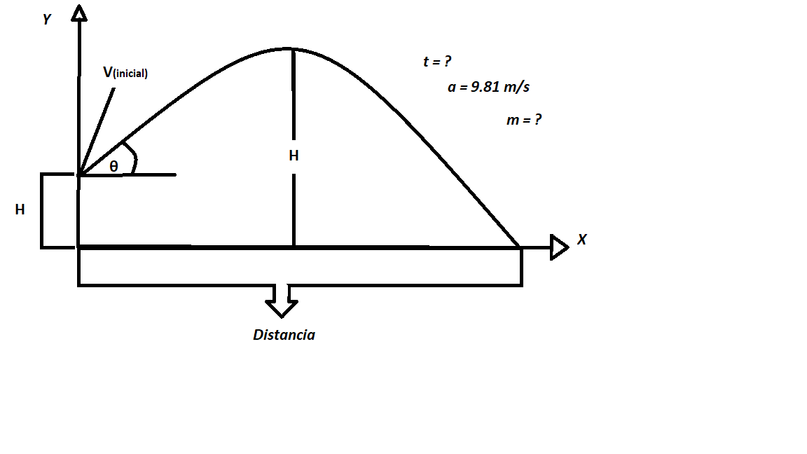 Y
V(inicial)
t = ?
a = 9.81 m/s
m = ?
θ
H
H
X
Distancia